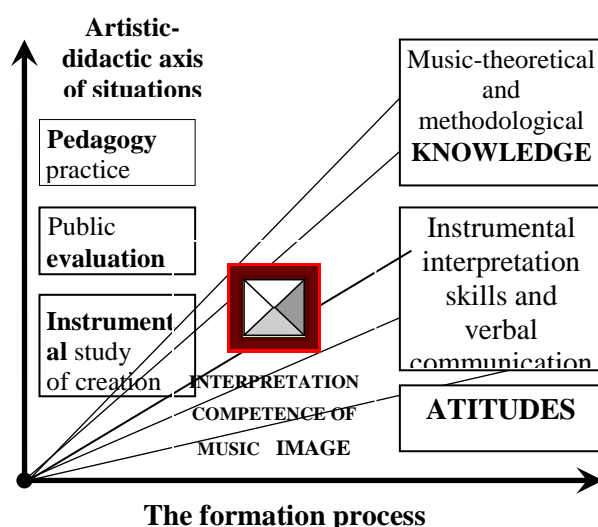 Artistic-
didactic axis
of situations
Pedagogy
practice
Public
evaluation
Instrument
al study
of creation
INTERPRETATION
COMPETENCE OF
MUSIC IMAGE
Music-theoretical
and
methodological
KNOWLEDGE
Instrumental
interpretation
skills and
verbal
communication
ATITUDES
The formation process